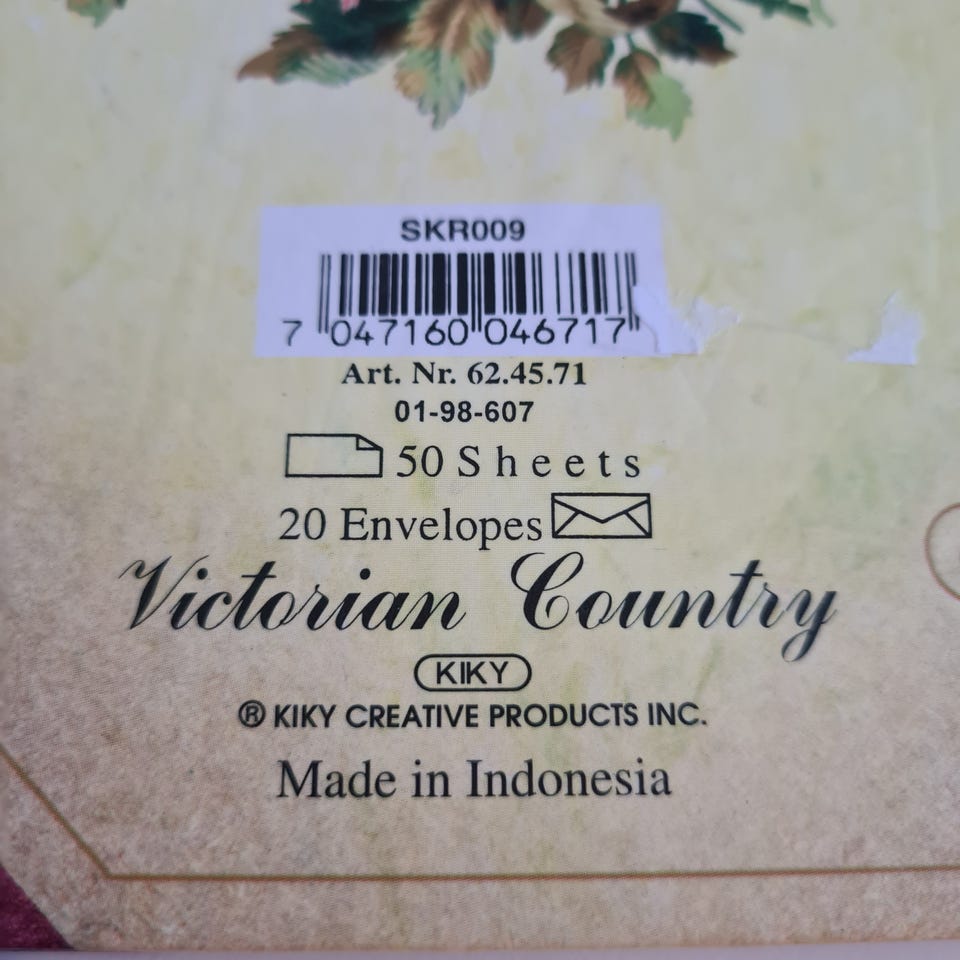 SKR009
7 047160 046717
Art. Nr. 62.45.71
01-98-607
50 Sheets
20 Envelopes
Victorian Country
KIKY
® KIKY CREATIVE PRODUCTS INC.
Made in Indonesia